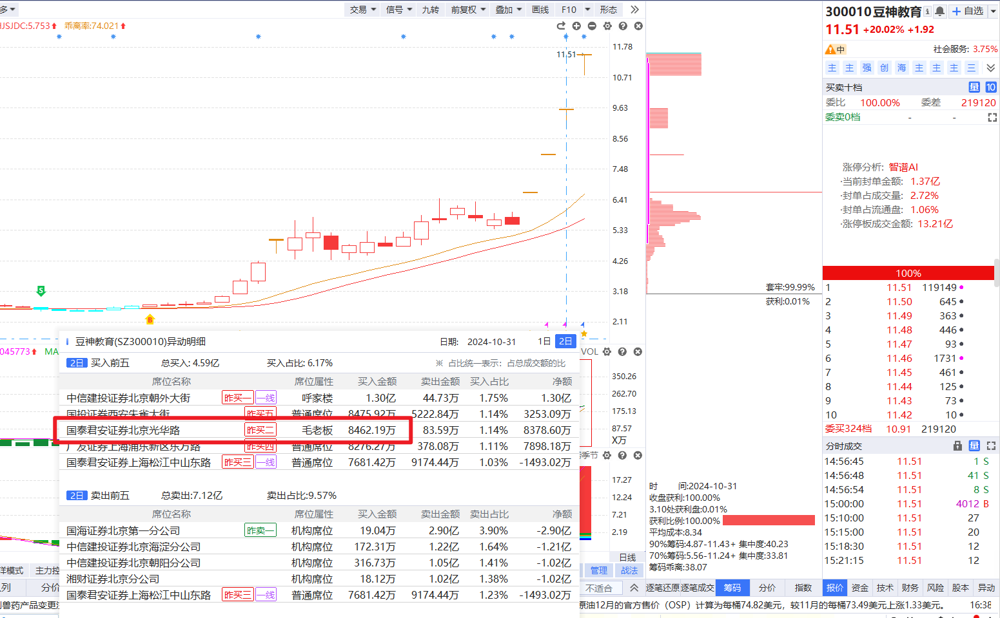 多 交易 信号 九转 前复权 叠加 画线 F10 形态
HJSJDC:5.753 乖离率:74.021
11.51
11.78
10.71
9.63
8.56
7.48
6.41
5.33
4.26
3.18
2.11
S
B
045773 MA
VOL
350.26
262.70
175.13
87.57
X万
季节
17.27
12.24
7.21
2.19
日线
管理 战法
洋模式 主力控
不适合
列 分价
豆神教育(SZ300010)异动明细 日期: 2024-10-31 1日 2日
2日 买入前五 总买入: 4.59亿 买入占比: 6.17% ※ 占比统一表示：占总成交额的比
席位名称 席位属性 买入金额 卖出金额 买入占比 净额
中信建投证券北京朝外大街 昨买一 一线 呼家楼 1.30亿 44.73万 1.75% 1.30亿
国投证券西安朱雀大街 昨买五 普通席位 8475.92万 5222.84万 1.14% 3253.09万
国泰君安证券北京光华路 昨买二 毛老板 8462.19万 83.59万 1.14% 8378.60万
广发证券上海浦东新区东方路 昨买四 普通席位 8276.27万 378.08万 1.11% 7898.18万
国泰君安证券上海松江中山东路 昨买三 一线 普通席位 7681.42万 9174.44万 1.03% -1493.02万
2日 卖出前五 总卖出:7.12亿 卖出占比:9.57%
席位名称 席位属性 买入金额 卖出金额 卖出占比 净额
国海证券北京第一分公司 昨卖一 机构席位 19.04万 2.90亿 3.90% -2.90亿
中信建投证券北京海淀分公司 机构席位 172.31万 1.22亿 1.64% -1.21亿
中信建投证券北京朝阳分公司 机构席位 316.73万 1.05亿 1.41% -1.02亿
湘财证券北京分公司 机构席位 18.12万 1.02亿 1.38% -1.02亿
国泰君安证券上海松江中山东路 昨买三 一线 普通席位 7681.42万 9174.44万 1.23% -1493.02万
套牢:99.99%
获利:0.01%
时 间:2024-10-31
收盘获利:100.00%
3.10处获利盘:0.01%
获利比例:100.00%
平均成本:8.34
90%筹码:4.87-11.43+ 集中度:40.23
70%筹码:5.56-11.24+ 集中度:33.81
筹码乖离:38.07
逐笔还原 逐笔成交 筹码 分价 指数 报价 资金 技术 财务 风险 股本 异动
300010 豆神教育 自选
11.51 +20.02% +1.92
中 社会服务: 3.75%
主 主 强 创 海 主 主 主 三
买卖十档 量 10
委比 100.00% 委差 219120
委卖0档 - -
涨停分析: 智谱AI
·当前封单金额: 1.37亿
·封单占成交量: 2.72%
·封单占流通盘: 1.06%
·涨停板成交金额: 13.21亿
100%
1 11.51 119149
2 11.50 645
3 11.49 363
4 11.48 446
5 11.47 93
6 11.46 1731
7 11.45 461
8 11.44 125
9 11.43 73
10 11.42 10
委买324档 10.91 219120
分时成交 量
14:56:45 11.51 1 S
14:56:48 11.51 41 S
14:56:54 11.51 8 S
15:00:00 11.51 4012 B
15:10:00 11.51 27
15:15:00 11.51 20
15:18:30 11.51 12
15:21:15 11.51 12
兽药产品变更 原油12月的官方售价（OSP）计算为每桶74.82美元，较11月的每桶73.49美元上涨1.33美元。 16:38